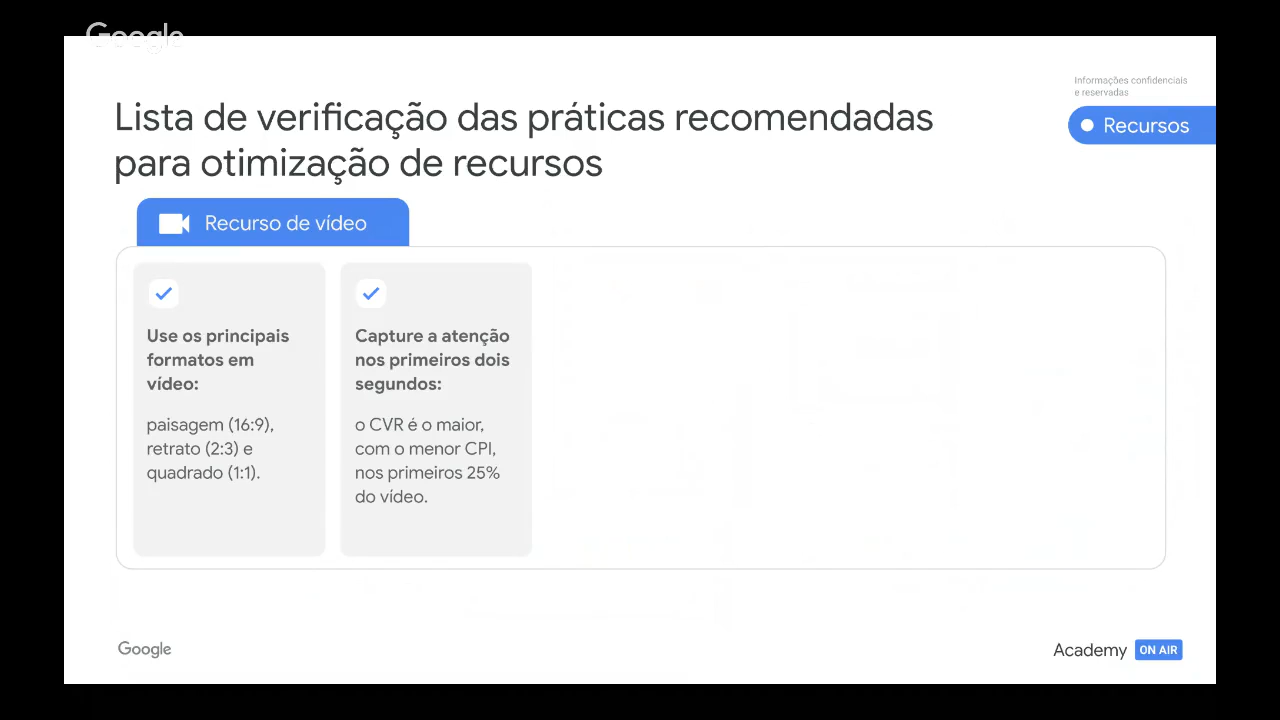 Google
Informações confidenciais
e reservadas
Recursos
Lista de verificação das práticas recomendadas
para otimização de recursos
Recurso de vídeo
Use os principais
formatos em
vídeo:
paisagem (16:9),
retrato (2:3) e
quadrado (1:1).
Capture a atenção
nos primeiros dois
segundos:
o CVR é o maior,
com o menor CPI,
nos primeiros 25%
do vídeo.
Google
Academy ON AIR